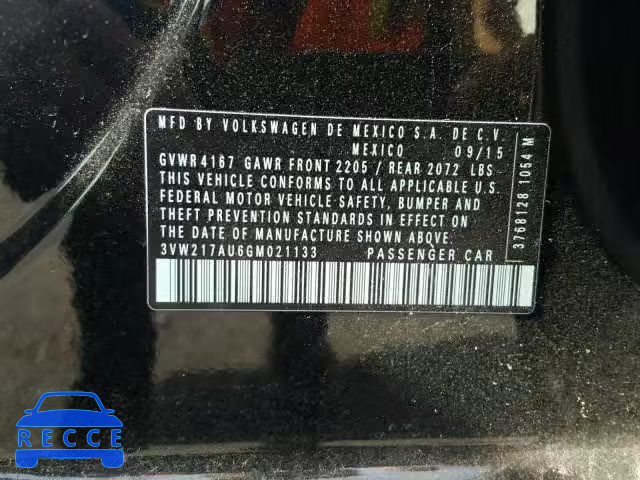 MFD BY VOLKSWAGEN DE MEXICO S.A. DE C.V.
MEXICO 09/15
GVWR 4167 GAWR FRONT 2205 / REAR 2072 LBS
THIS VEHICLE CONFORMS TO ALL APPLICABLE U.S.
FEDERAL MOTOR VEHICLE SAFETY, BUMPER AND
THEFT PREVENTION STANDARDS IN EFFECT ON
THE DATE OF MANUFACTURE SHOWN ABOVE.
3VW217AU6GM021133 PASSENGER CAR
3768128 1054 M
RECCE